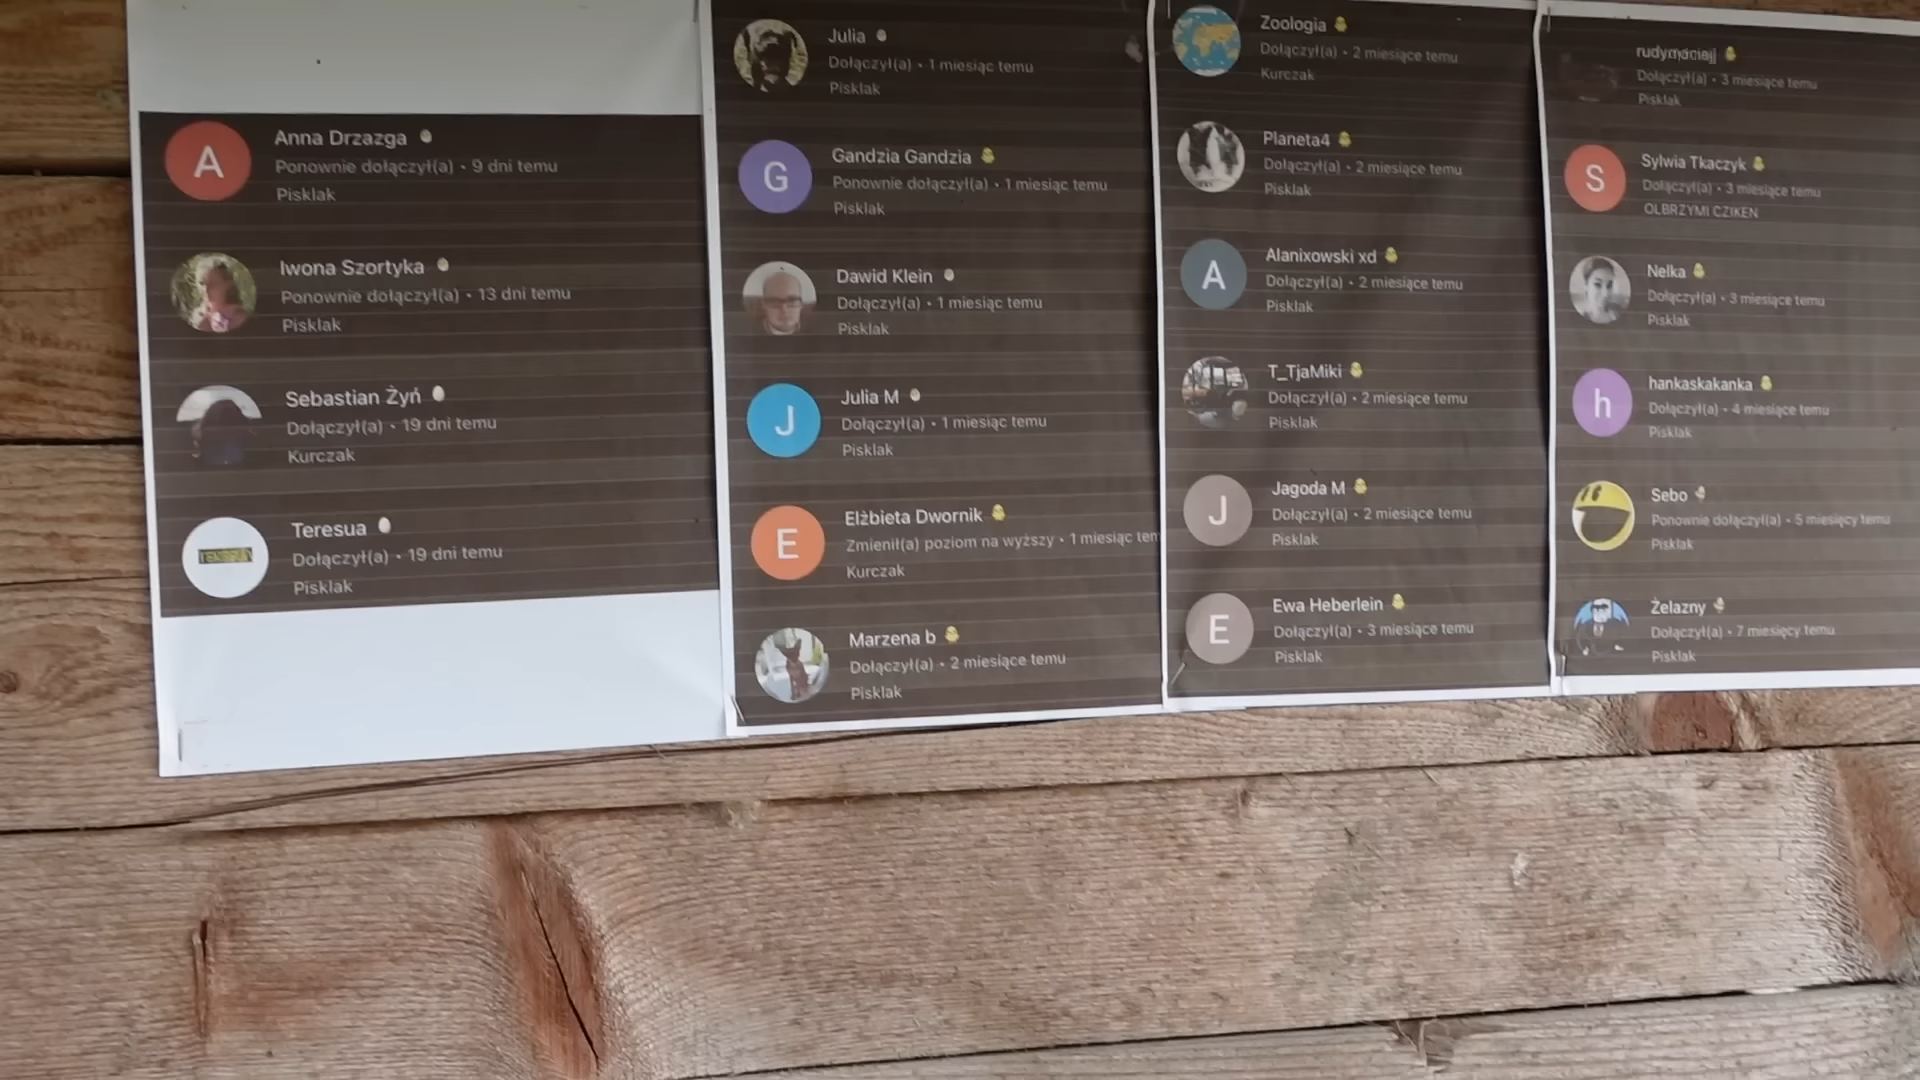 A
Anna Drzazga
Ponownie dołączył(a) • 9 dni temu
Pisklak
Iwona Szortyka
Ponownie dołączył(a) • 13 dni temu
Pisklak
Sebastian Żyń
Dołączył(a) • 19 dni temu
Kurczak
Teresua
Dołączył(a) • 19 dni temu
Pisklak
Julia
Dołączył(a) • 1 miesiąc temu
Pisklak
G
Gandzia Gandzia
Ponownie dołączył(a) • 1 miesiąc temu
Pisklak
Dawid Klein
Dołączył(a) • 1 miesiąc temu
Pisklak
J
Julia M
Dołączył(a) • 1 miesiąc temu
Pisklak
E
Elżbieta Dwornik
Zmienił(a) poziom na wyższy • 1 miesiąc tem
Kurczak
Marzena b
Dołączył(a) • 2 miesiące temu
Pisklak
Zoologia
Dołączył(a) • 2 miesiące temu
Kurczak
Planeta4
Dołączył(a) • 2 miesiące temu
Pisklak
A
Alanixowski xd
Dołączył(a) • 2 miesiące temu
Pisklak
T_TjaMiki
Dołączył(a) • 2 miesiące temu
Pisklak
J
Jagoda M
Dołączył(a) • 2 miesiące temu
Pisklak
E
Ewa Heberlein
Dołączył(a) • 3 miesiące temu
Pisklak
rudymaciejj
Dołączył(a) • 3 miesiące temu
Pisklak
S
Sylwia Tkaczyk
Dołączył(a) • 3 miesiące temu
OLBRZYMI CZIKEN
Nelka
Dołączył(a) • 3 miesiące temu
Pisklak
h
hankaskakanka
Dołączył(a) • 4 miesiące temu
Pisklak
Sebo
Ponownie dołączył(a) • 5 miesięcy temu
Pisklak
Żelazny
Dołączył(a) • 7 miesięcy temu
Pisklak